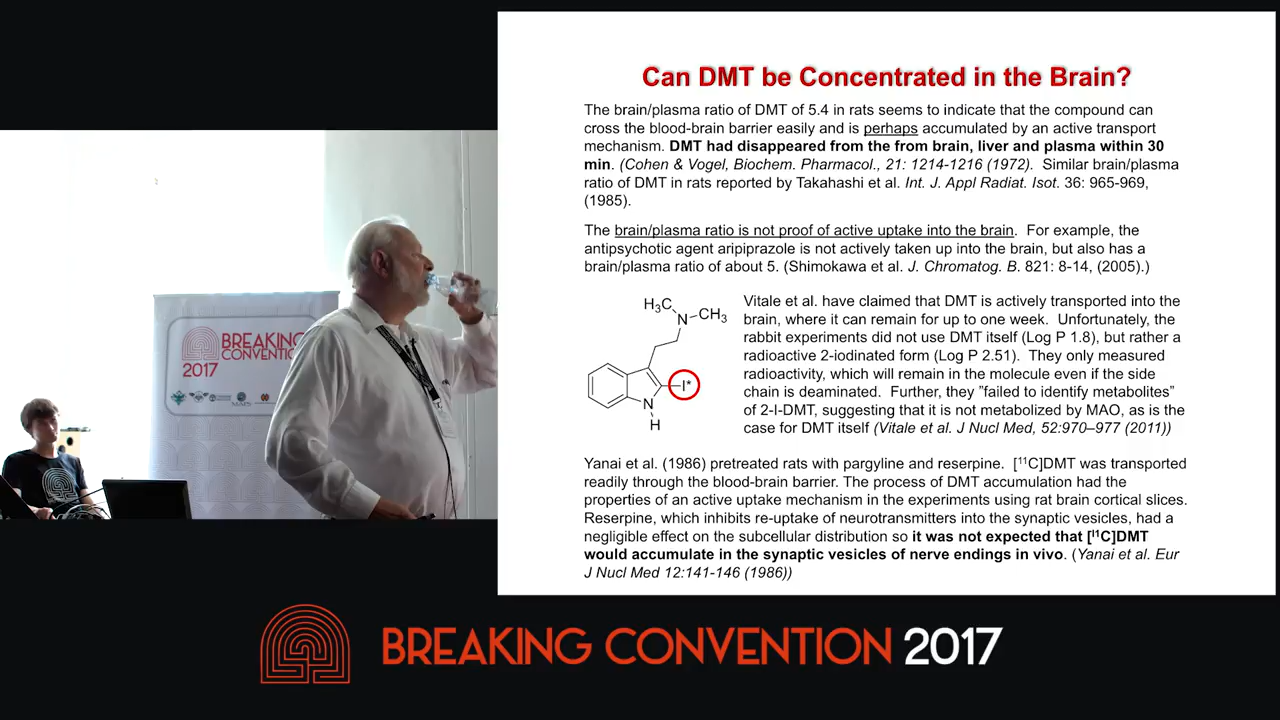 Can DMT be Concentrated in the Brain?
The brain/plasma ratio of DMT of 5.4 in rats seems to indicate that the compound can
cross the blood-brain barrier easily and is perhaps accumulated by an active transport
mechanism. DMT had disappeared from the from brain, liver and plasma within 30
min. (Cohen & Vogel, Biochem. Pharmacol., 21: 1214-1216 (1972). Similar brain/plasma
ratio of DMT in rats reported by Takahashi et al. Int. J. Appl Radiat. Isot. 36: 965-969,
(1985).
The brain/plasma ratio is not proof of active uptake into the brain. For example, the
antipsychotic agent aripiprazole is not actively taken up into the brain, but also has a
brain/plasma ratio of about 5. (Shimokawa et al. J. Chromatog. B. 821: 8-14, (2005).)
H₃C
N
CH₃
I*
N
H
Vitale et al. have claimed that DMT is actively transported into the
brain, where it can remain for up to one week. Unfortunately, the
rabbit experiments did not use DMT itself (Log P 1.8), but rather a
radioactive 2-iodinated form (Log P 2.51). They only measured
radioactivity, which will remain in the molecule even if the side
chain is deaminated. Further, they "failed to identify metabolites"
of 2-I-DMT, suggesting that it is not metabolized by MAO, as is the
case for DMT itself (Vitale et al. J Nucl Med, 52:970–977 (2011))
Yanai et al. (1986) pretreated rats with pargyline and reserpine. [¹¹C]DMT was transported
readily through the blood-brain barrier. The process of DMT accumulation had the
properties of an active uptake mechanism in the experiments using rat brain cortical slices.
Reserpine, which inhibits re-uptake of neurotransmitters into the synaptic vesicles, had a
negligible effect on the subcellular distribution so it was not expected that [¹¹C]DMT
would accumulate in the synaptic vesicles of nerve endings in vivo. (Yanai et al. Eur
J Nucl Med 12:141-146 (1986))
BREAKING
CONVENTION
2017
BREAKING CONVENTION 2017